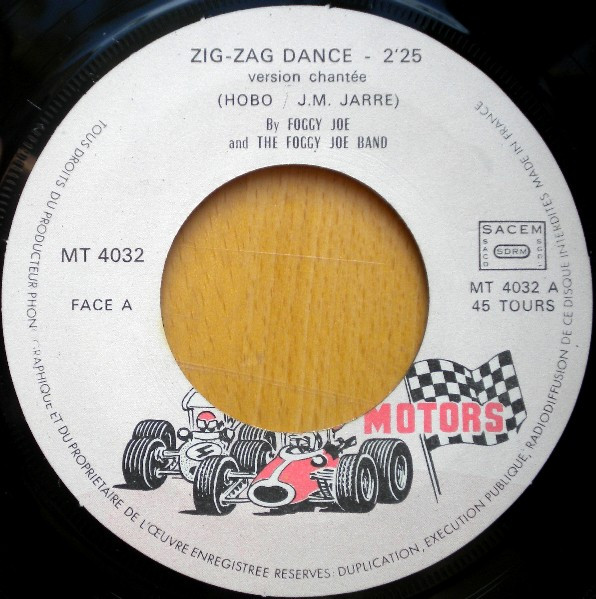 ZIG-ZAG DANCE - 2'25
version chantée
(HOBO / J.M. JARRE)
By FOGGY JOE
and THE FOGGY JOE BAND
MT 4032
FACE A
SACEM
SACD
SDRM
SGDL
MT 4032 A
45 TOURS
MOTORS
H
TOUS DROITS DU PRODUCTEUR PHONOGRAPHIQUE ET DU PROPRIETAIRE DE L'ŒUVRE ENREGISTREE RESERVES: DUPLICATION, EXECUTION PUBLIQUE, RADIODIFFUSION DE CE DISQUE INTERDITES MADE IN FRANCE